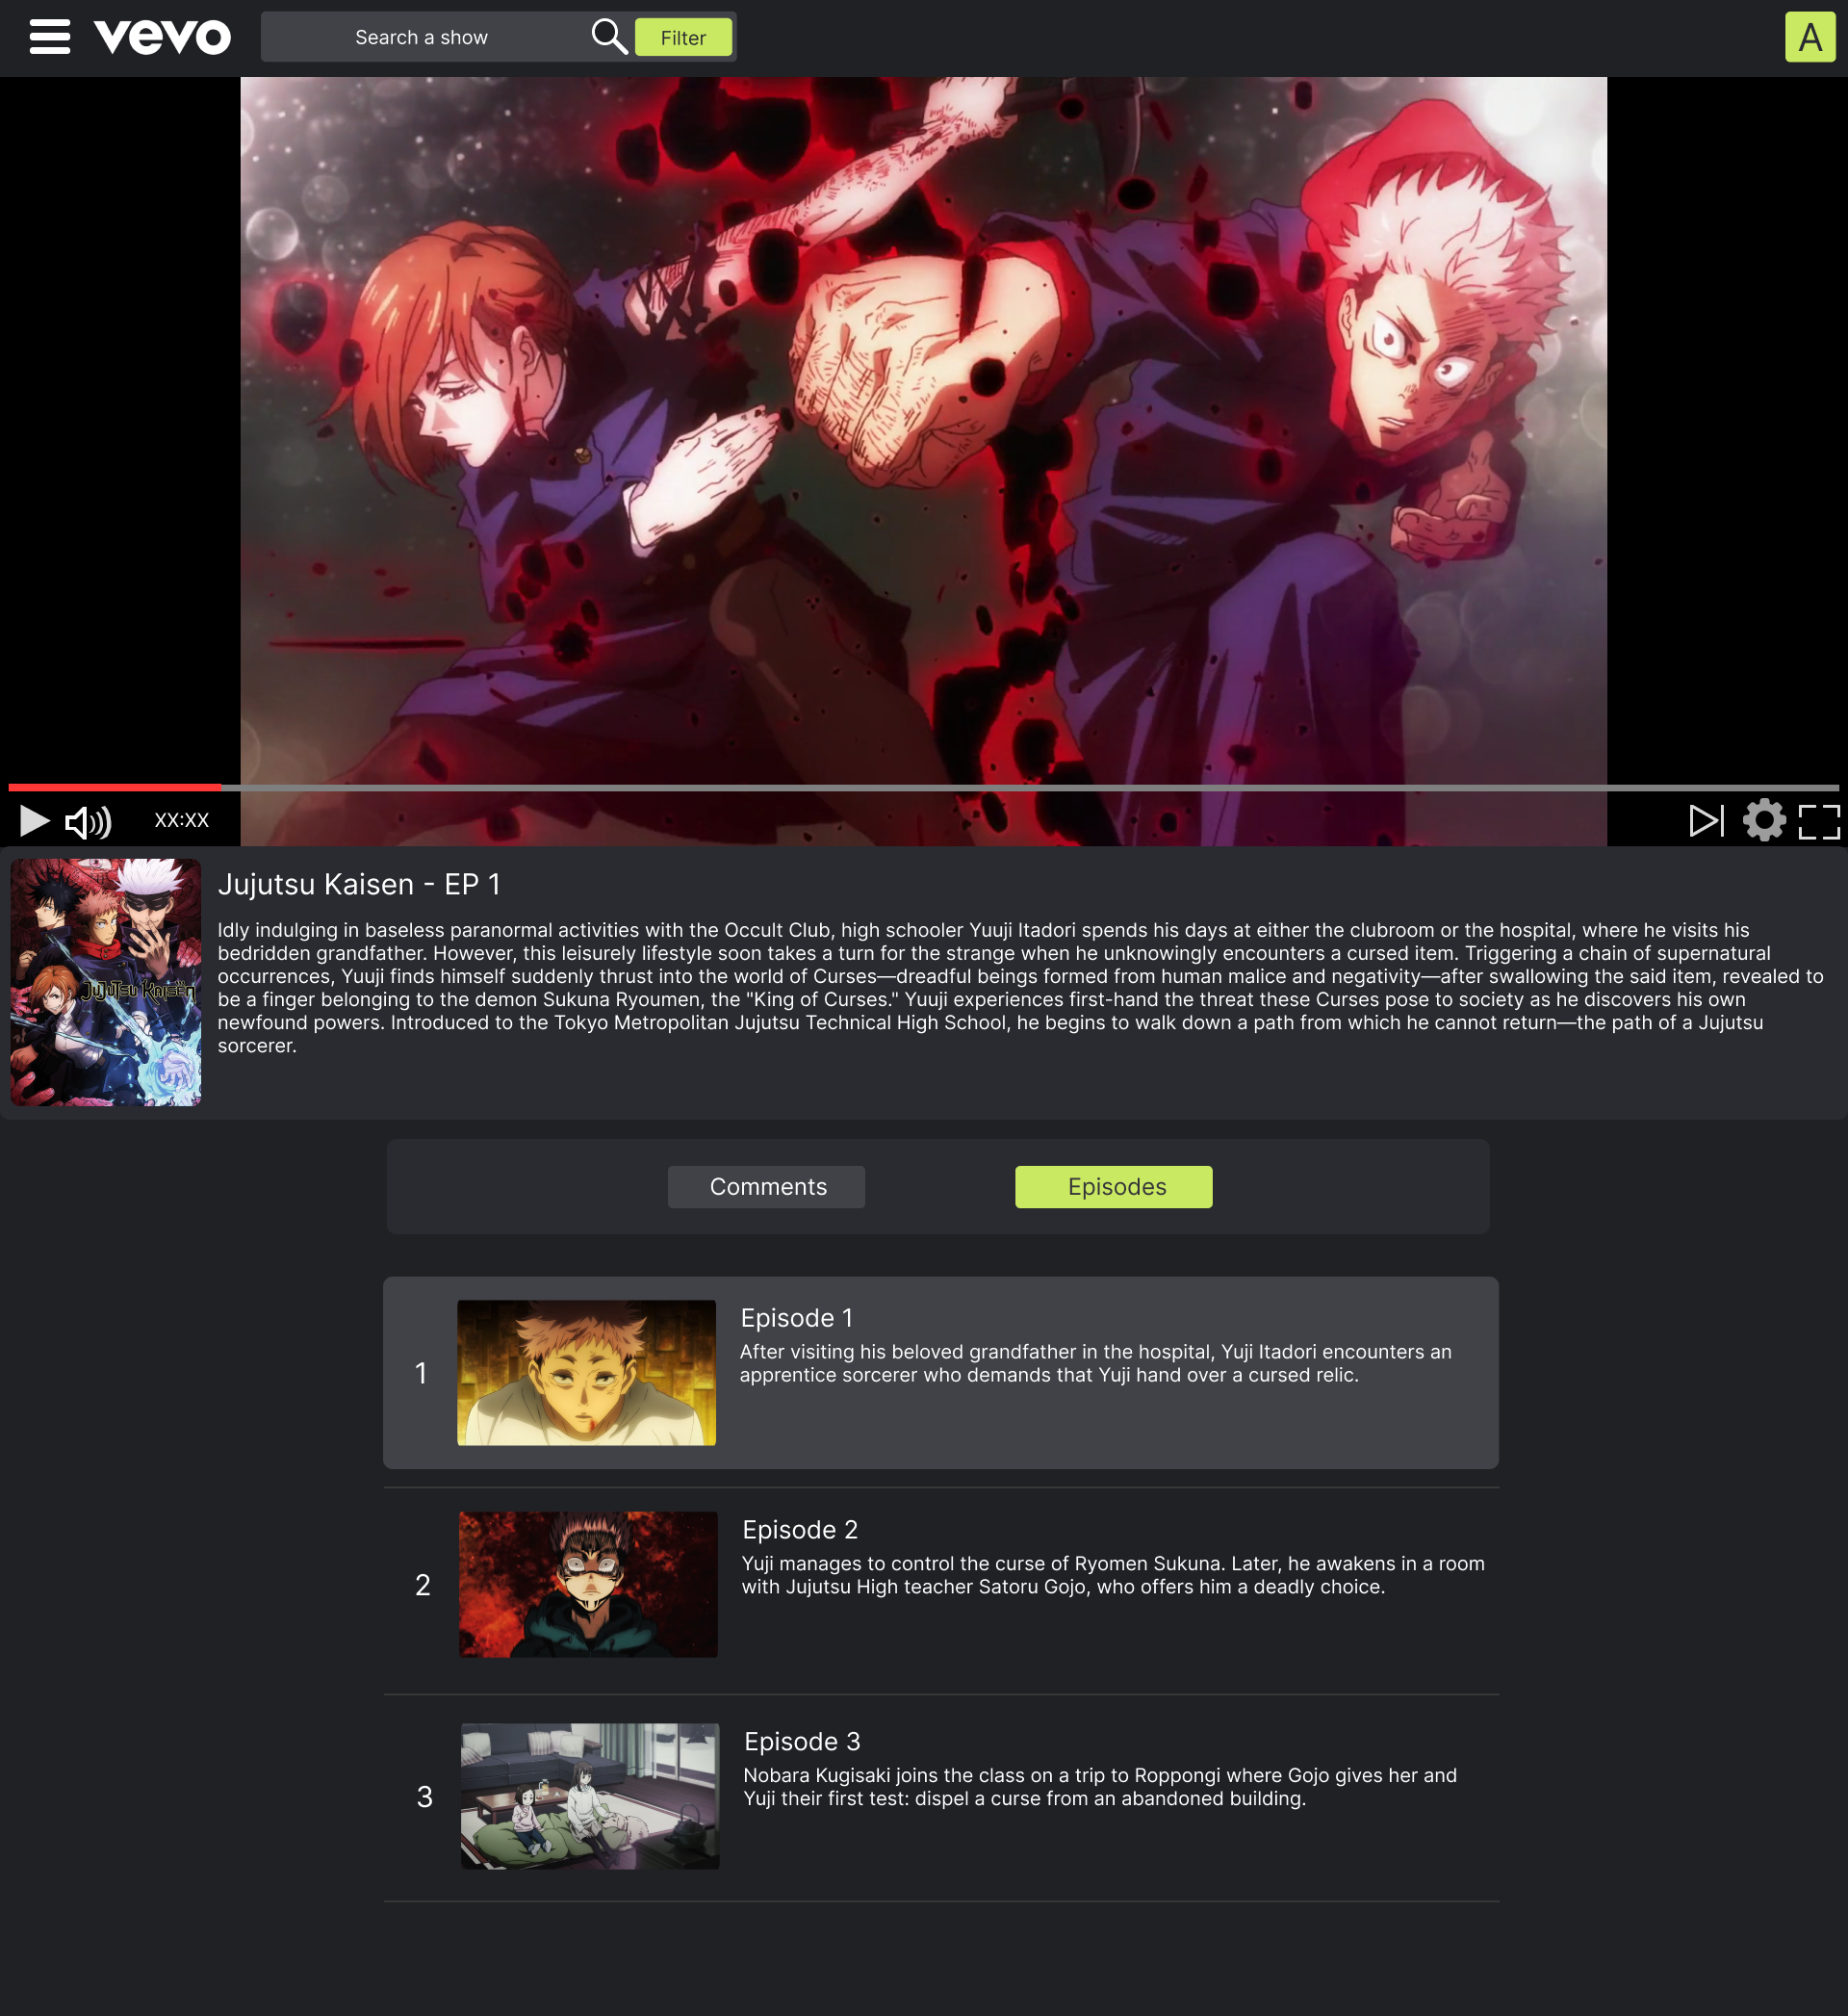 vevo
Search a show
Filter
A
XX:XX
JUJUTSU KAISEN
Jujutsu Kaisen - EP 1
Idly indulging in baseless paranormal activities with the Occult Club, high schooler Yuuji Itadori spends his days at either the clubroom or the hospital, where he visits his
bedridden grandfather. However, this leisurely lifestyle soon takes a turn for the strange when he unknowingly encounters a cursed item. Triggering a chain of supernatural
occurrences, Yuuji finds himself suddenly thrust into the world of Curses—dreadful beings formed from human malice and negativity—after swallowing the said item, revealed to
be a finger belonging to the demon Sukuna Ryoumen, the "King of Curses." Yuuji experiences first-hand the threat these Curses pose to society as he discovers his own
newfound powers. Introduced to the Tokyo Metropolitan Jujutsu Technical High School, he begins to walk down a path from which he cannot return—the path of a Jujutsu
sorcerer.
Comments
Episodes
1
Episode 1
After visiting his beloved grandfather in the hospital, Yuji Itadori encounters an
apprentice sorcerer who demands that Yuji hand over a cursed relic.
2
Episode 2
Yuji manages to control the curse of Ryomen Sukuna. Later, he awakens in a room
with Jujutsu High teacher Satoru Gojo, who offers him a deadly choice.
3
Episode 3
Nobara Kugisaki joins the class on a trip to Roppongi where Gojo gives her and
Yuji their first test: dispel a curse from an abandoned building.